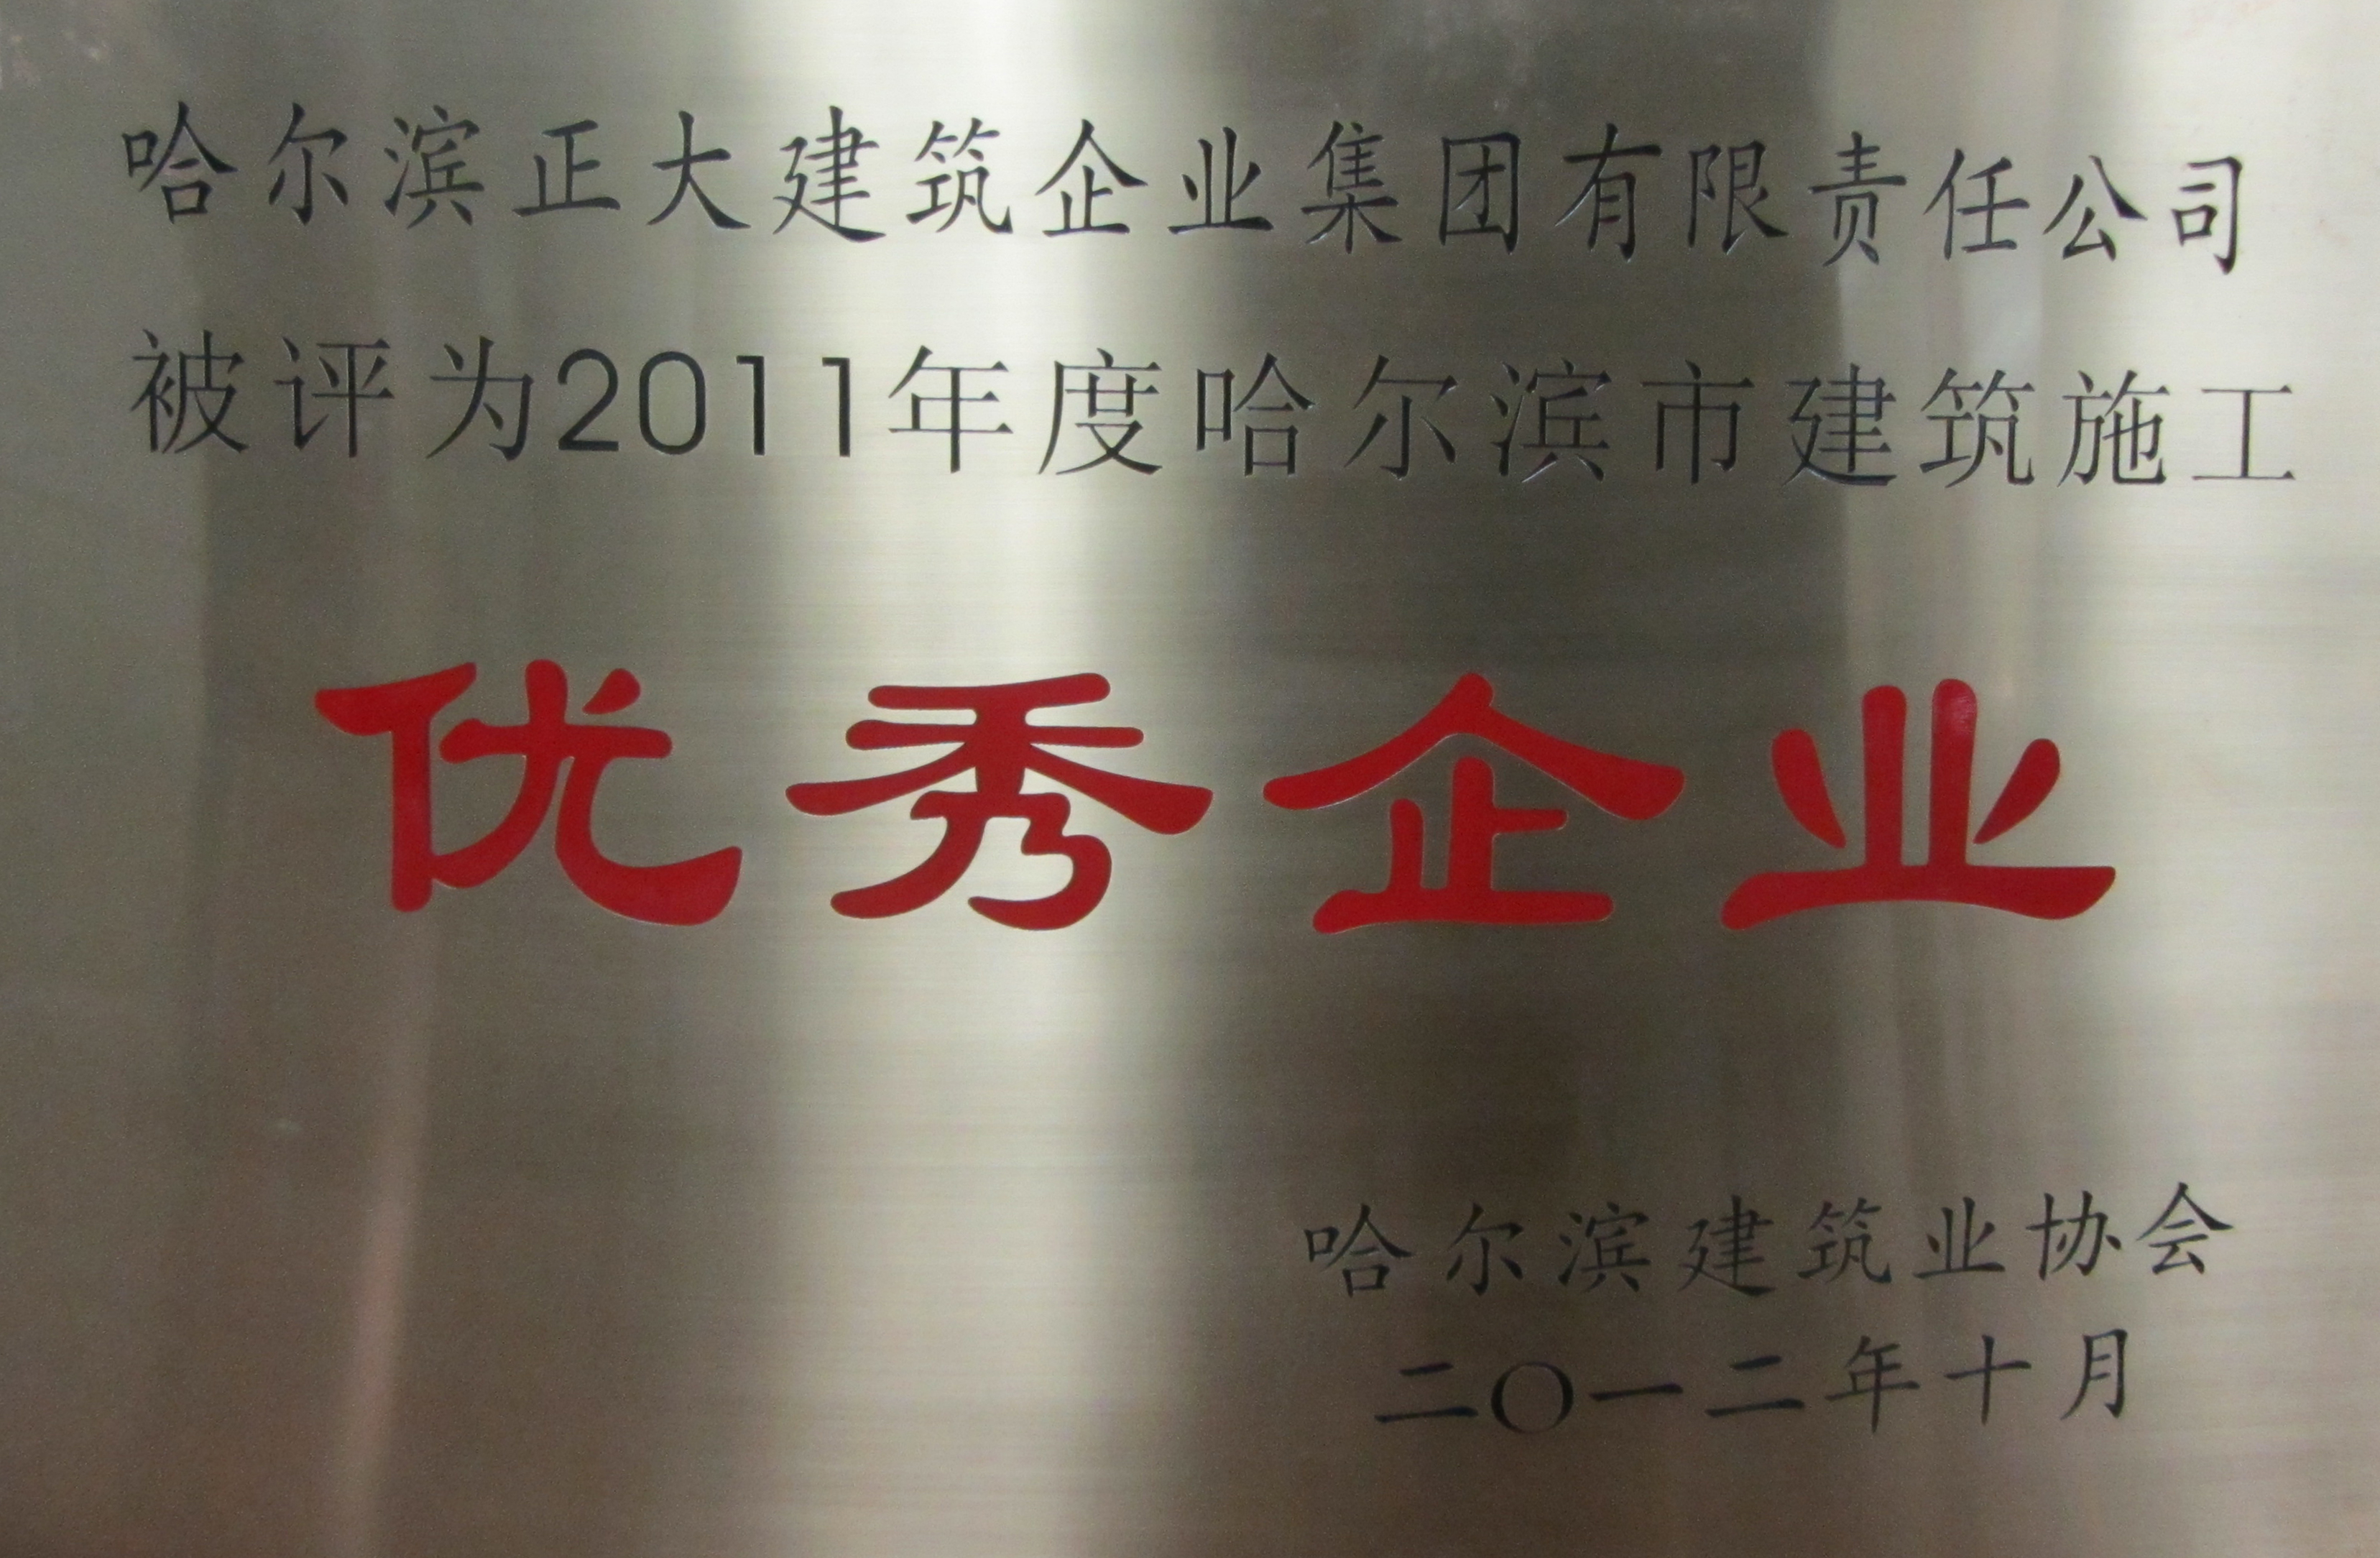 哈尔滨正大建筑企业集团有限责任公司
被评为2011年度哈尔滨市建筑施工
优秀企业
哈尔滨建筑业协会
二〇一二年十月